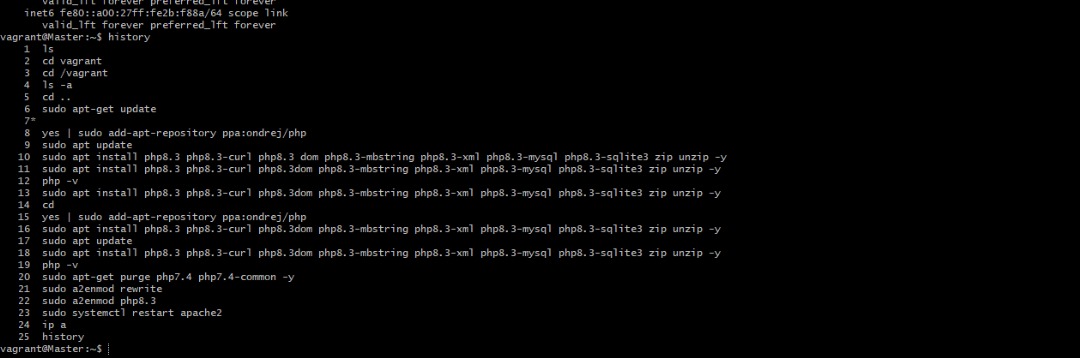 valid_lft forever preferred_lft forever
inet6 fe80::a00:27ff:fe2b:f88a/64 scope link
valid_lft forever preferred_lft forever
vagrant@Master:~$ history
1 ls
2 cd vagrant
3 cd /vagrant
4 ls -a
5 cd ..
6 sudo apt-get update
7*
8 yes | sudo add-apt-repository ppa:ondrej/php
9 sudo apt update
10 sudo apt install php8.3 php8.3-curl php8.3 dom php8.3-mbstring php8.3-xml php8.3-mysql php8.3-sqlite3 zip unzip -y
11 sudo apt install php8.3 php8.3-curl php8.3dom php8.3-mbstring php8.3-xml php8.3-mysql php8.3-sqlite3 zip unzip -y
12 php -v
13 sudo apt install php8.3 php8.3-curl php8.3dom php8.3-mbstring php8.3-xml php8.3-mysql php8.3-sqlite3 zip unzip -y
14 cd
15 yes | sudo add-apt-repository ppa:ondrej/php
16 sudo apt install php8.3 php8.3-curl php8.3dom php8.3-mbstring php8.3-xml php8.3-mysql php8.3-sqlite3 zip unzip -y
17 sudo apt update
18 sudo apt install php8.3 php8.3-curl php8.3dom php8.3-mbstring php8.3-xml php8.3-mysql php8.3-sqlite3 zip unzip -y
19 php -v
20 sudo apt-get purge php7.4 php7.4-common -y
21 sudo a2enmod rewrite
22 sudo a2enmod php8.3
23 sudo systemctl restart apache2
24 ip a
25 history
vagrant@Master:~$